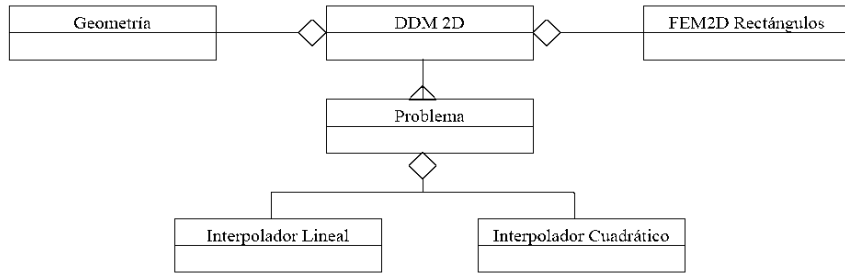 Geometría
DDM 2D
FEM2D Rectángulos
Problema
Interpolador Lineal
Interpolador Cuadrático